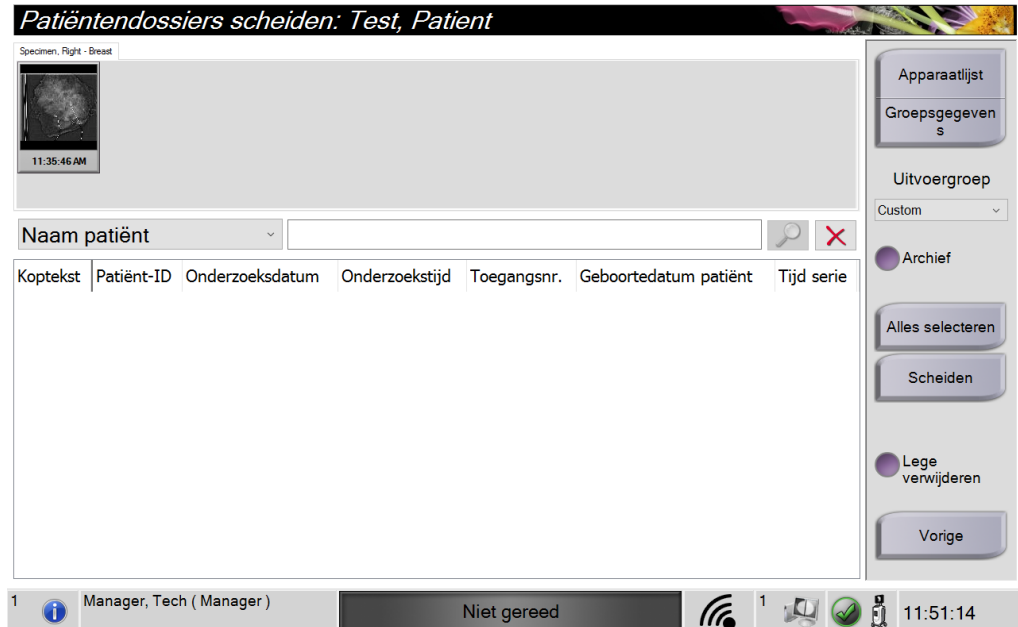 Patiëntendossiers scheiden: Test, Patient
Specimen, Right - Breast
11:35:46 AM
Apparaatlijst
Groepsgegeven
s
Uitvoergroep
Custom
Naam patiënt
Archief
Koptekst Patiënt-ID Onderzoeksdatum Onderzoekstijd Toegangsnr. Geboortedatum patiënt Tijd serie
Alles selecteren
Scheiden
Lege
verwijderen
Vorige
1 Manager, Tech ( Manager ) Niet gereed 1 11:51:14